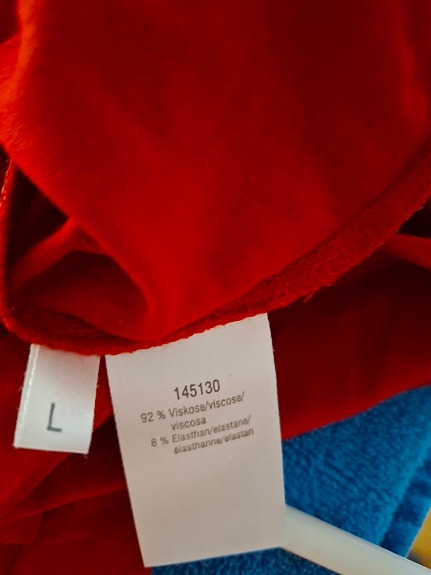 L
145130
92 % Viskose/viscose/
viscosa
8 % Elasthan/elastane/
élasthanne/elastan